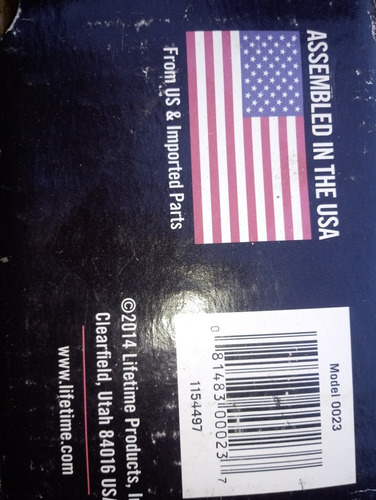 ASSEMBLED IN THE USA
From US & Imported Parts
Model 0023
0 81483 00023 7
1154497
©2014 Lifetime Products,
Clearfield, Utah 84016 USA
www.lifetime.com